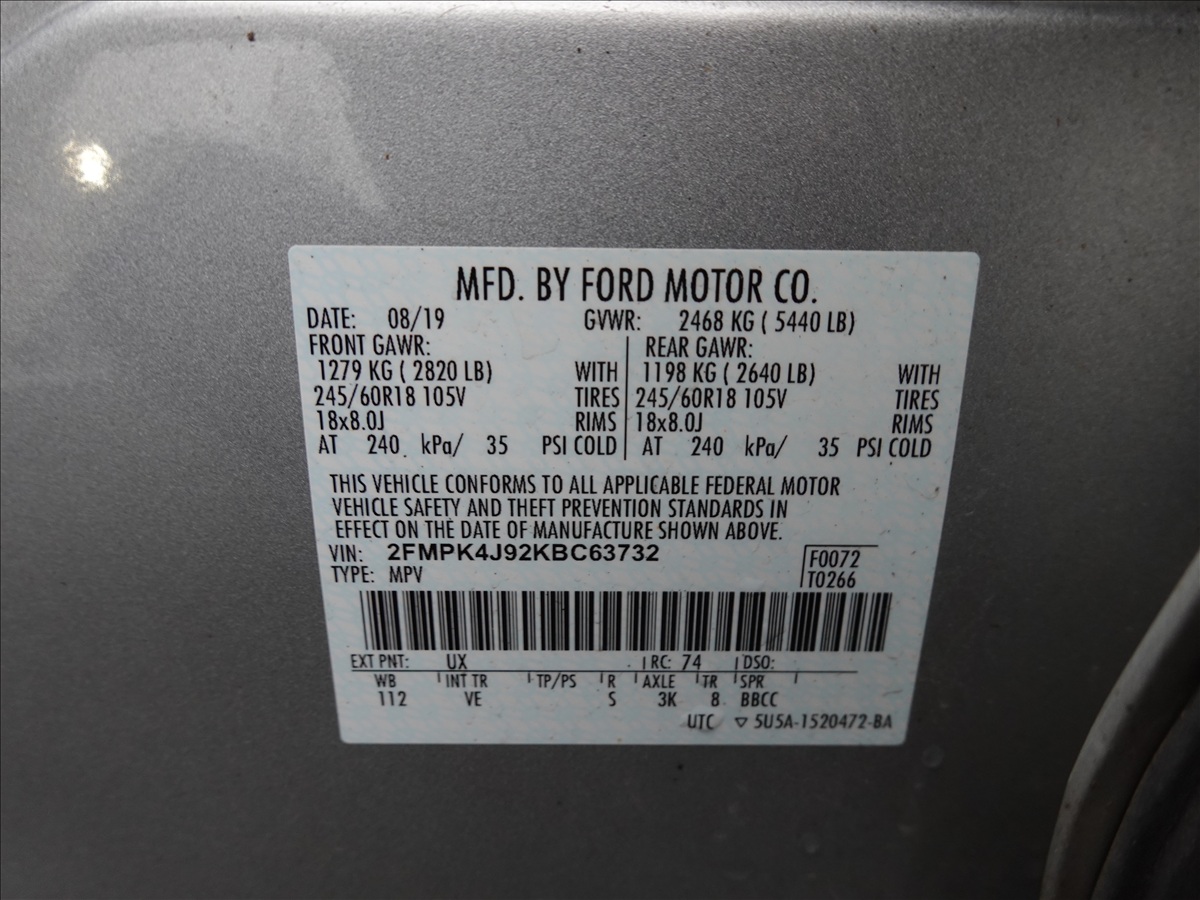 MFD. BY FORD MOTOR CO.
DATE: 08/19 GVWR: 2468 KG ( 5440 LB)
FRONT GAWR: REAR GAWR:
1279 KG ( 2820 LB) WITH 1198 KG ( 2640 LB) WITH
245/60R18 105V TIRES 245/60R18 105V TIRES
18x8.0J RIMS 18x8.0J RIMS
AT 240 kPa/ 35 PSI COLD AT 240 kPa/ 35 PSI COLD
THIS VEHICLE CONFORMS TO ALL APPLICABLE FEDERAL MOTOR
VEHICLE SAFETY AND THEFT PREVENTION STANDARDS IN
EFFECT ON THE DATE OF MANUFACTURE SHOWN ABOVE.
VIN: 2FMPK4J92KBC63732 F0072
TYPE: MPV T0266
EXT PNT: UX RC: 74 DSO:
WB INT TR TP/PS R AXLE TR SPR
112 VE S 3K 8 BBCC
UTC ▽ 5U5A-1520472-BA